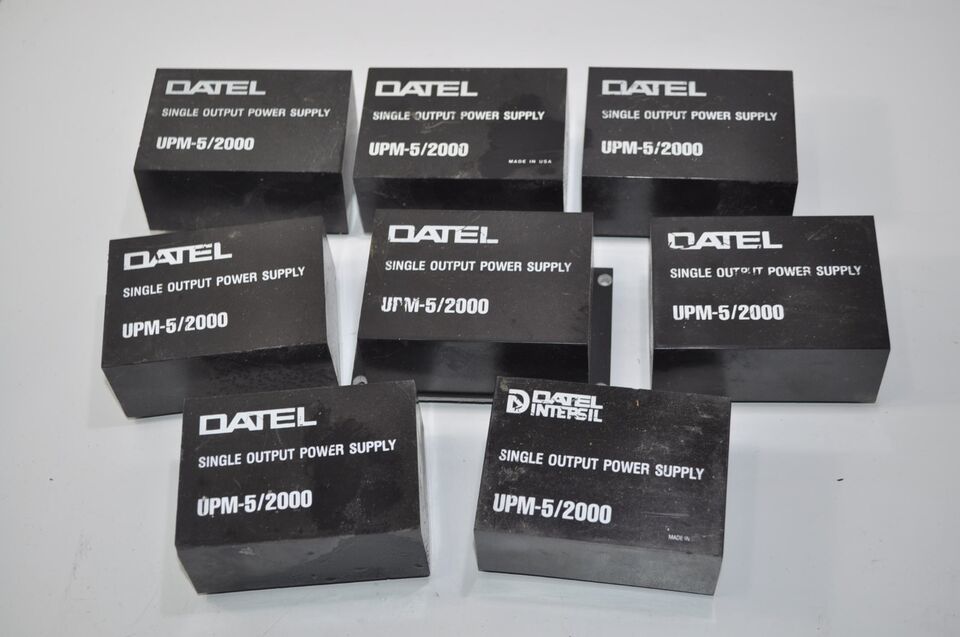 DATEL
SINGLE OUTPUT POWER SUPPLY
UPM-5/2000
DATEL
SINGLE OUTPUT POWER SUPPLY
UPM-5/2000
MADE IN USA
DATEL
SINGLE OUTPUT POWER SUPPLY
UPM-5/2000
DATEL
SINGLE OUTPUT POWER SUPPLY
UPM-5/2000
DATEL
SINGLE OUTPUT POWER SUPPLY
UPM-5/2000
DATEL
SINGLE OUTPUT POWER SUPPLY
UPM-5/2000
DATEL
SINGLE OUTPUT POWER SUPPLY
UPM-5/2000
DATEL
INTERSIL
SINGLE OUTPUT POWER SUPPLY
UPM-5/2000
MADE IN